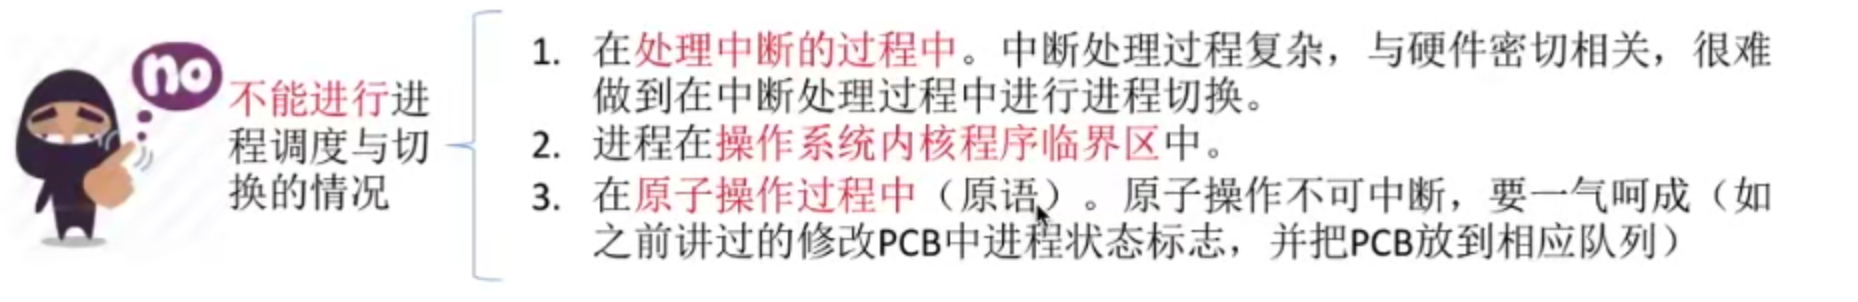 no
不能进行进
程调度与切
换的情况
1. 在处理中断的过程中。中断处理过程复杂，与硬件密切相关，很难
做到在中断处理过程中进行进程切换。
2. 进程在操作系统内核程序临界区中。
3. 在原子操作过程中（原语）。原子操作不可中断，要一气呵成（如
之前讲过的修改PCB中进程状态标志，并把PCB放到相应队列）